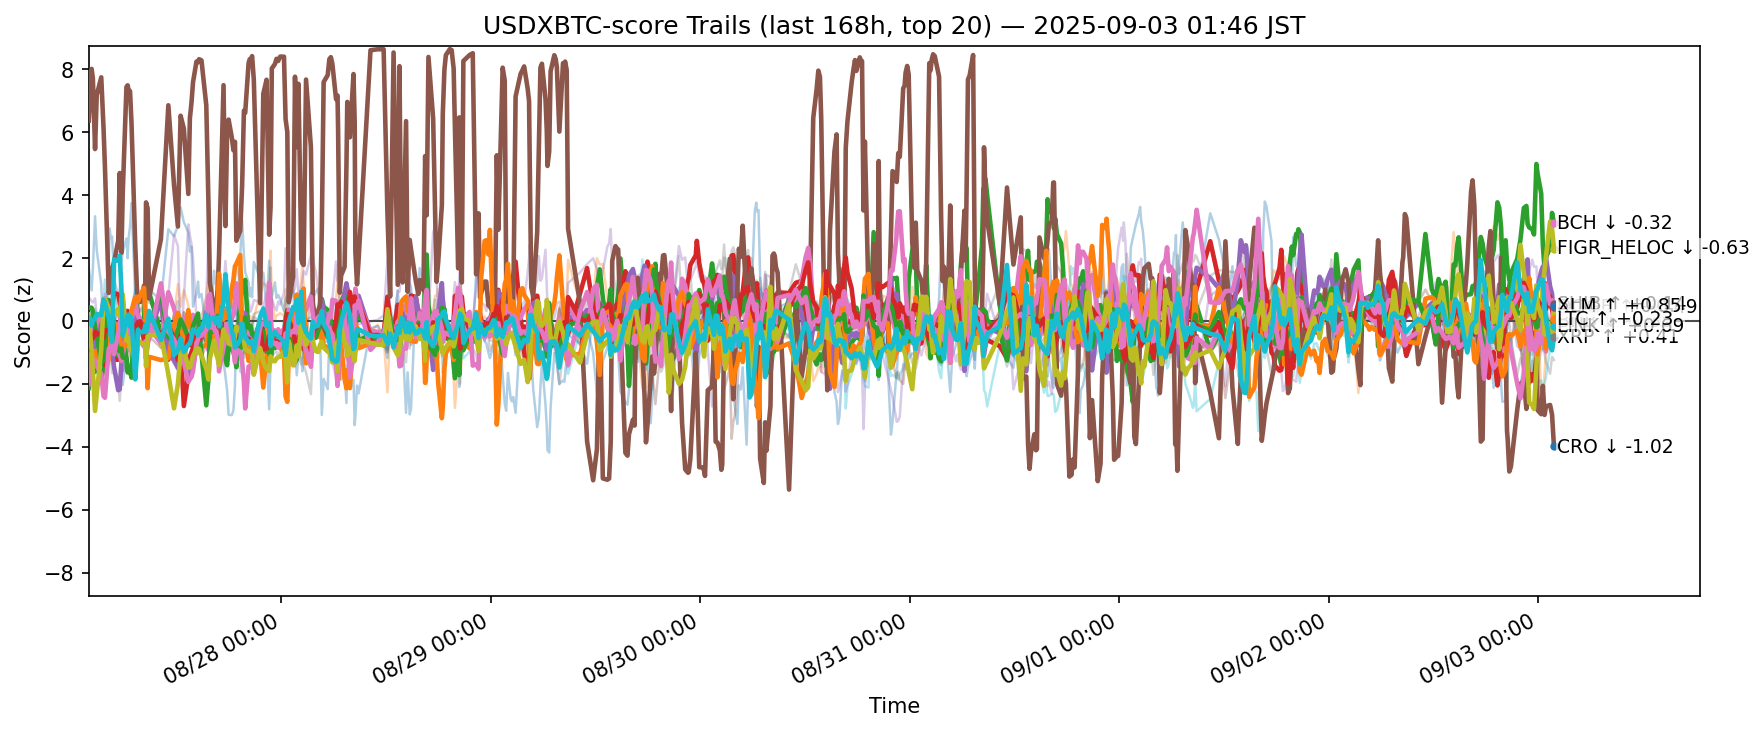 USDXBTC-score Trails (last 168h, top 20) — 2025-09-03 01:46 JST
Score (z)
8
6
4
2
0
−2
−4
−6
−8
BCH ↓ -0.32
FIGR_HELOC ↓ -0.63
XLM ↑ +0.85
LTC ↑ +0.23
XRP ↑ +0.41
CRO ↓ -1.02
08/28 00:00
08/29 00:00
08/30 00:00
08/31 00:00
09/01 00:00
09/02 00:00
09/03 00:00
Time